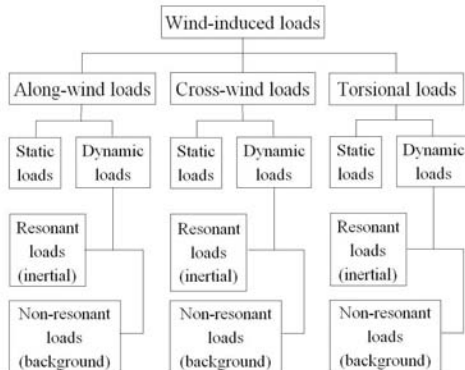 Wind-induced loads
Along-wind loads
Cross-wind loads
Torsional loads
Static
loads
Dynamic
loads
Static
loads
Dynamic
loads
Static
loads
Dynamic
loads
Resonant
loads
(inertial)
Resonant
loads
(inertial)
Resonant
loads
(inertial)
Non-resonant
loads
(background)
Non-resonant
loads
(background)
Non-resonant
loads
(background)